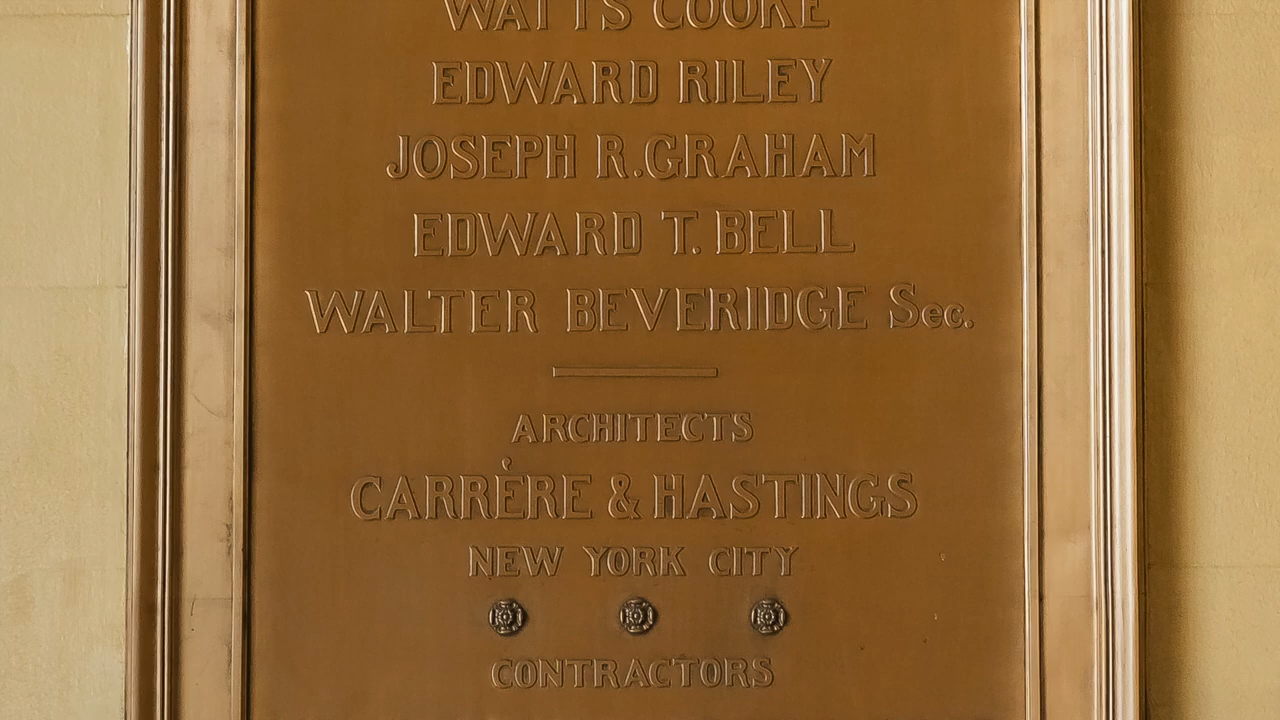 WATTS COOKE
EDWARD RILEY
JOSEPH R. GRAHAM
EDWARD T. BELL
WALTER BEVERIDGE Sec.
ARCHITECTS
CARRÈRE & HASTINGS
NEW YORK CITY
CONTRACTORS